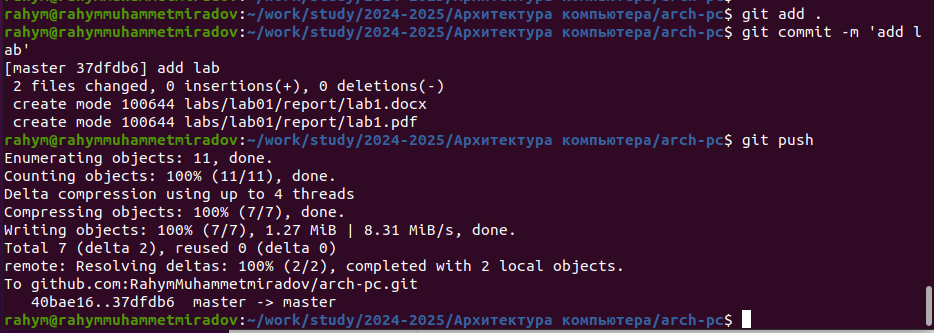 rahym@rahymmuhammetmiradov:~/work/study/2024-2025/Архитектура компьютера/arch-pc$ git add .
rahym@rahymmuhammetmiradov:~/work/study/2024-2025/Архитектура компьютера/arch-pc$ git commit -m 'add l
ab'
[master 37dfdb6] add lab
 2 files changed, 0 insertions(+), 0 deletions(-)
 create mode 100644 labs/lab01/report/lab1.docx
 create mode 100644 labs/lab01/report/lab1.pdf
rahym@rahymmuhammetmiradov:~/work/study/2024-2025/Архитектура компьютера/arch-pc$ git push
Enumerating objects: 11, done.
Counting objects: 100% (11/11), done.
Delta compression using up to 4 threads
Compressing objects: 100% (7/7), done.
Writing objects: 100% (7/7), 1.27 MiB | 8.31 MiB/s, done.
Total 7 (delta 2), reused 0 (delta 0)
remote: Resolving deltas: 100% (2/2), completed with 2 local objects.
To github.com:RahymMuhammetmiradov/arch-pc.git
   40bae16..37dfdb6  master -> master
rahym@rahymmuhammetmiradov:~/work/study/2024-2025/Архитектура компьютера/arch-pc$